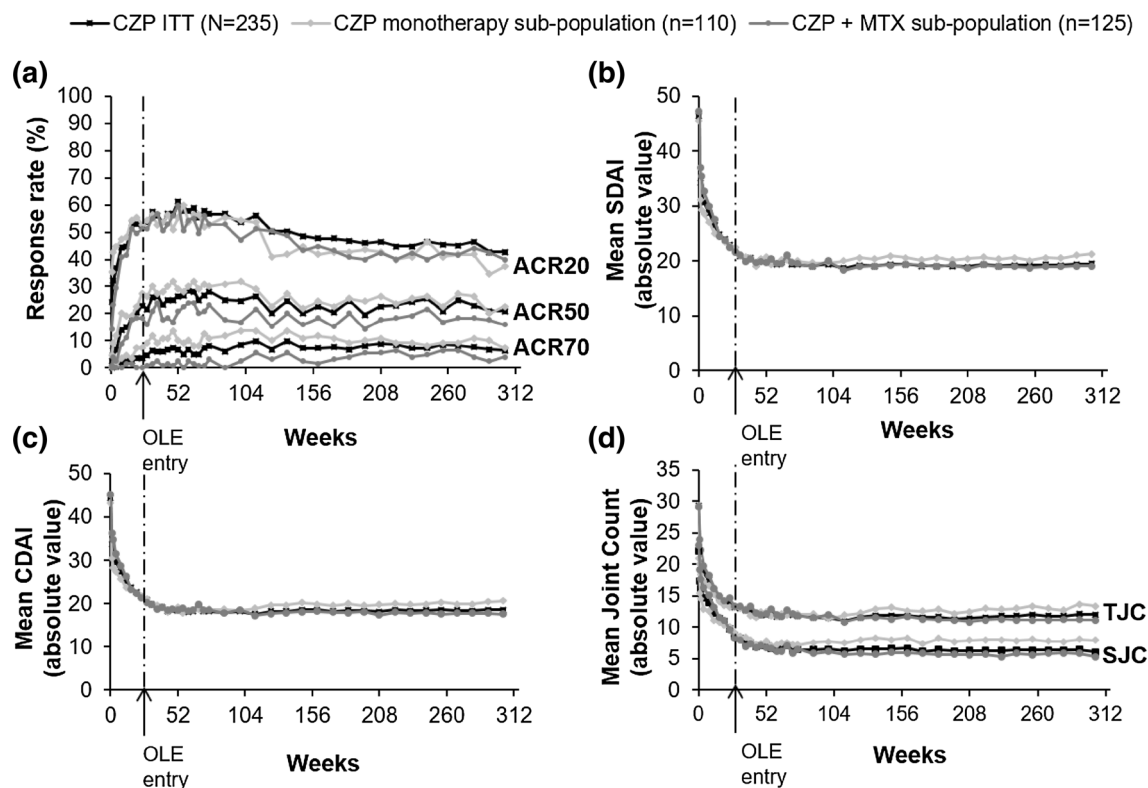 CZP ITT (N=235) CZP monotherapy sub-population (n=110) CZP + MTX sub-population (n=125)
(a)
Response rate (%)
100
90
80
70
60
50
40
30
20
10
0
ACR20
ACR50
ACR70
0 52 104 156 208 260 312
OLE entry
Weeks
(b)
Mean SDAI
(absolute value)
50
40
30
20
10
0
0 52 104 156 208 260 312
OLE
entry
Weeks
(c)
Mean CDAI
(absolute value)
50
40
30
20
10
0
0 52 104 156 208 260 312
OLE
entry
Weeks
(d)
Mean Joint Count
(absolute value)
35
30
25
20
15
10
5
0
TJC
SJC
0 52 104 156 208 260 312
OLE
entry
Weeks